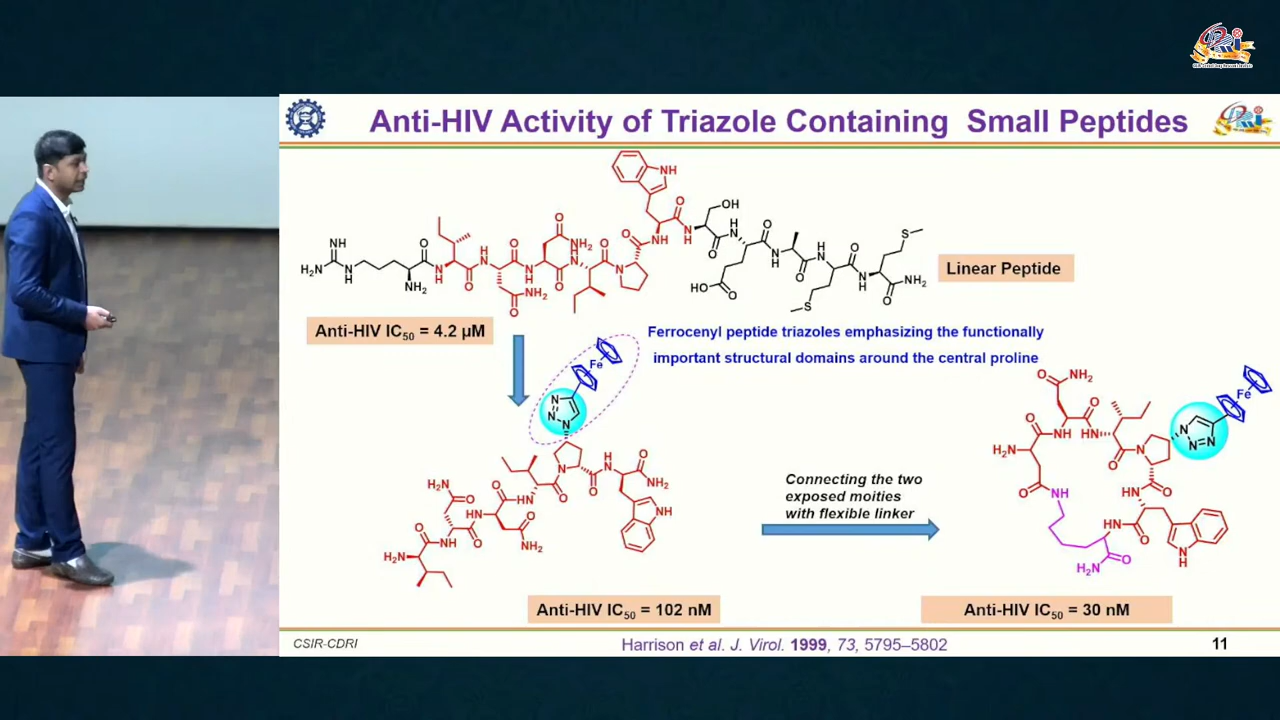 Anti-HIV Activity of Triazole Containing Small Peptides
Linear Peptide
Anti-HIV IC50 = 4.2 µM
Ferrocenyl peptide triazoles emphasizing the functionally
important structural domains around the central proline
Connecting the two
exposed moities
with flexible linker
Anti-HIV IC50 = 102 nM
Anti-HIV IC50 = 30 nM
CSIR-CDRI
Harrison et al. J. Virol. 1999, 73, 5795–5802
11